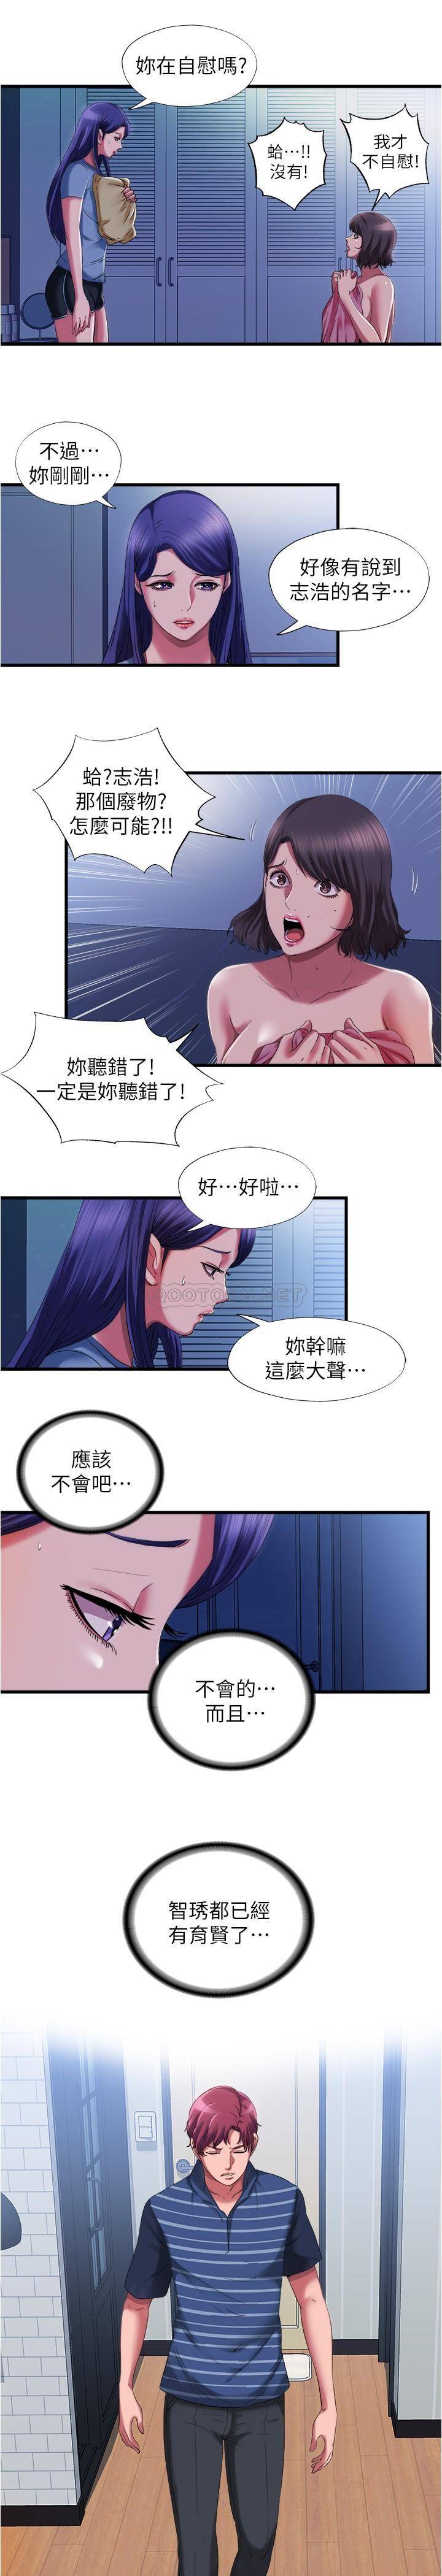 妳在自慰嗎?
蛤⋯!!
沒有!
我才
不自慰!
不過⋯
妳剛剛⋯
好像有說到
志浩的名字⋯
蛤?志浩!
那個廢物?
怎麼可能?!!
妳聽錯了!
一定是妳聽錯了!
好⋯好啦⋯
妳幹嘛
這麼大聲⋯
應該
不會吧⋯
不會的⋯
而且⋯
智琇都已經
有育賢了⋯